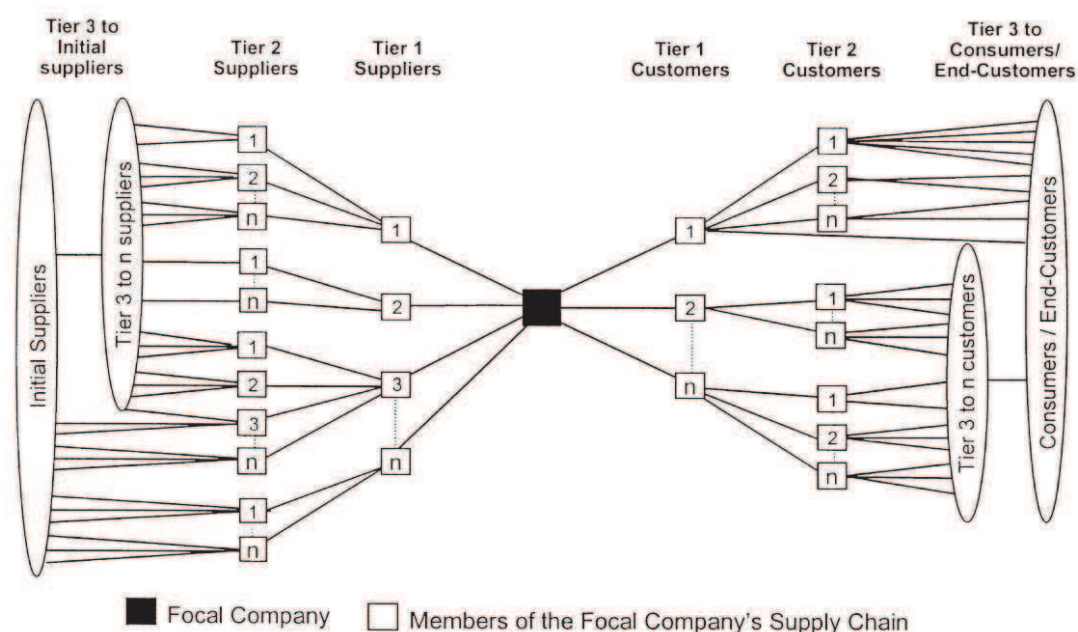 Tier 3 to
Initial
suppliers
Tier 2
Suppliers
Tier 1
Suppliers
Tier 1
Customers
Tier 2
Customers
Tier 3 to
Consumers/
End-Customers
Initial Suppliers
Tier 3 to n suppliers
1
2
n
1
n
1
2
3
n
1
n
1
2
3
n
1
2
n
1
2
n
1
n
1
2
n
Tier 3 to n customers
Consumers / End-Customers
Focal Company
Members of the Focal Company's Supply Chain